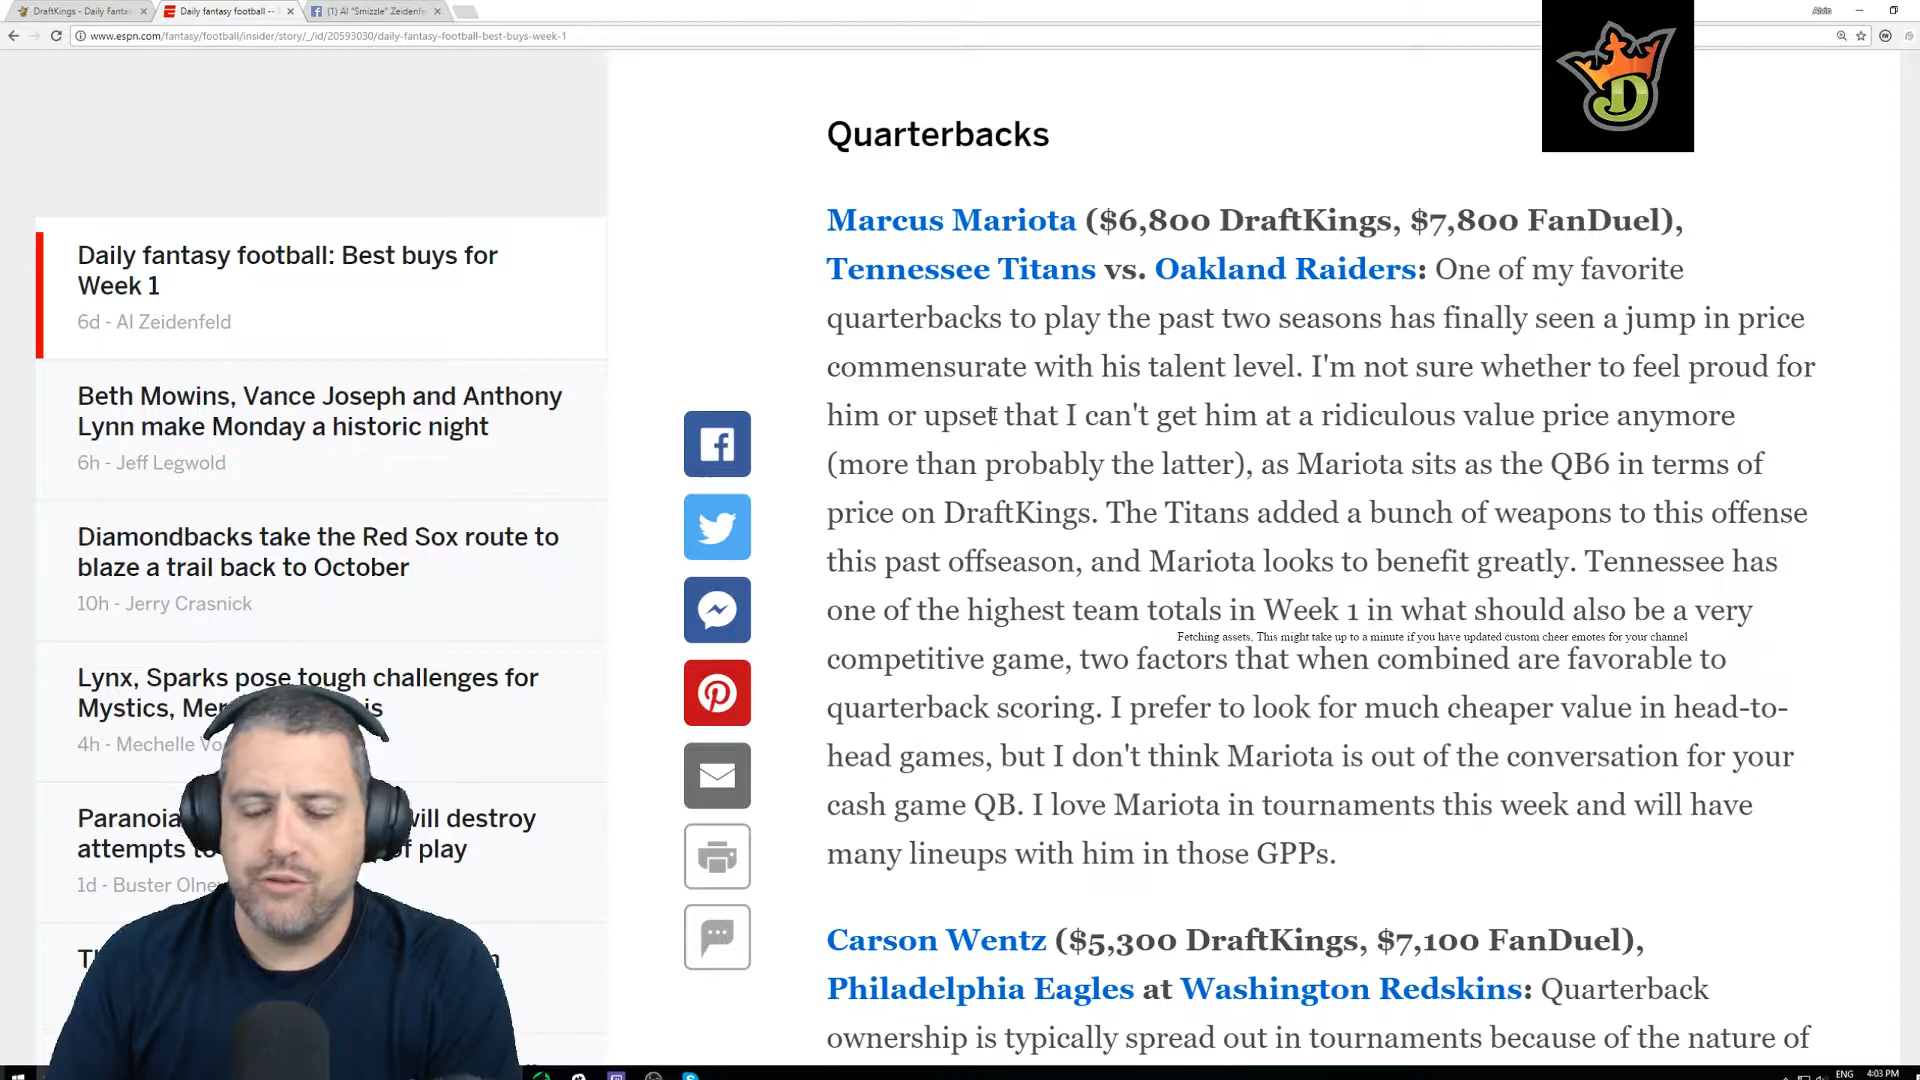 DraftKings - Daily Fanta
Daily fantasy football --
(1) Al "Smizzle" Zeidenfe
Alvin
www.espn.com/fantasy/football/insider/story/_/id/20593030/daily-fantasy-football-best-buys-week-1
D
Daily fantasy football: Best buys for
Week 1
6d - Al Zeidenfeld
Beth Mowins, Vance Joseph and Anthony
Lynn make Monday a historic night
6h - Jeff Legwold
Diamondbacks take the Red Sox route to
blaze a trail back to October
10h - Jerry Crasnick
Lynx, Sparks pose tough challenges for
Mystics, Mer is
4h - Mechelle Vo
Paranoia will destroy
attempts of play
1d - Buster Olne
Quarterbacks
Marcus Mariota ($6,800 DraftKings, $7,800 FanDuel),
Tennessee Titans vs. Oakland Raiders: One of my favorite
quarterbacks to play the past two seasons has finally seen a jump in price
commensurate with his talent level. I'm not sure whether to feel proud for
him or upset that I can't get him at a ridiculous value price anymore
(more than probably the latter), as Mariota sits as the QB6 in terms of
price on DraftKings. The Titans added a bunch of weapons to this offense
this past offseason, and Mariota looks to benefit greatly. Tennessee has
one of the highest team totals in Week 1 in what should also be a very
Fetching assets, This might take up to a minute if you have updated custom cheer emotes for your channel
competitive game, two factors that when combined are favorable to
quarterback scoring. I prefer to look for much cheaper value in head-to-
head games, but I don't think Mariota is out of the conversation for your
cash game QB. I love Mariota in tournaments this week and will have
many lineups with him in those GPPs.
Carson Wentz ($5,300 DraftKings, $7,100 FanDuel),
Philadelphia Eagles at Washington Redskins: Quarterback
ownership is typically spread out in tournaments because of the nature of
ENG 4:03 PM